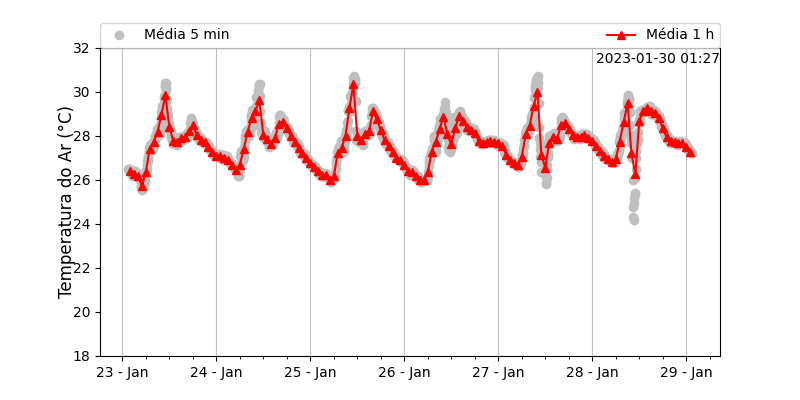 Média 5 min
Média 1 h
2023-01-30 01:27
Temperatura do Ar (°C)
32
30
28
26
24
22
20
18
23 - Jan
24 - Jan
25 - Jan
26 - Jan
27 - Jan
28 - Jan
29 - Jan